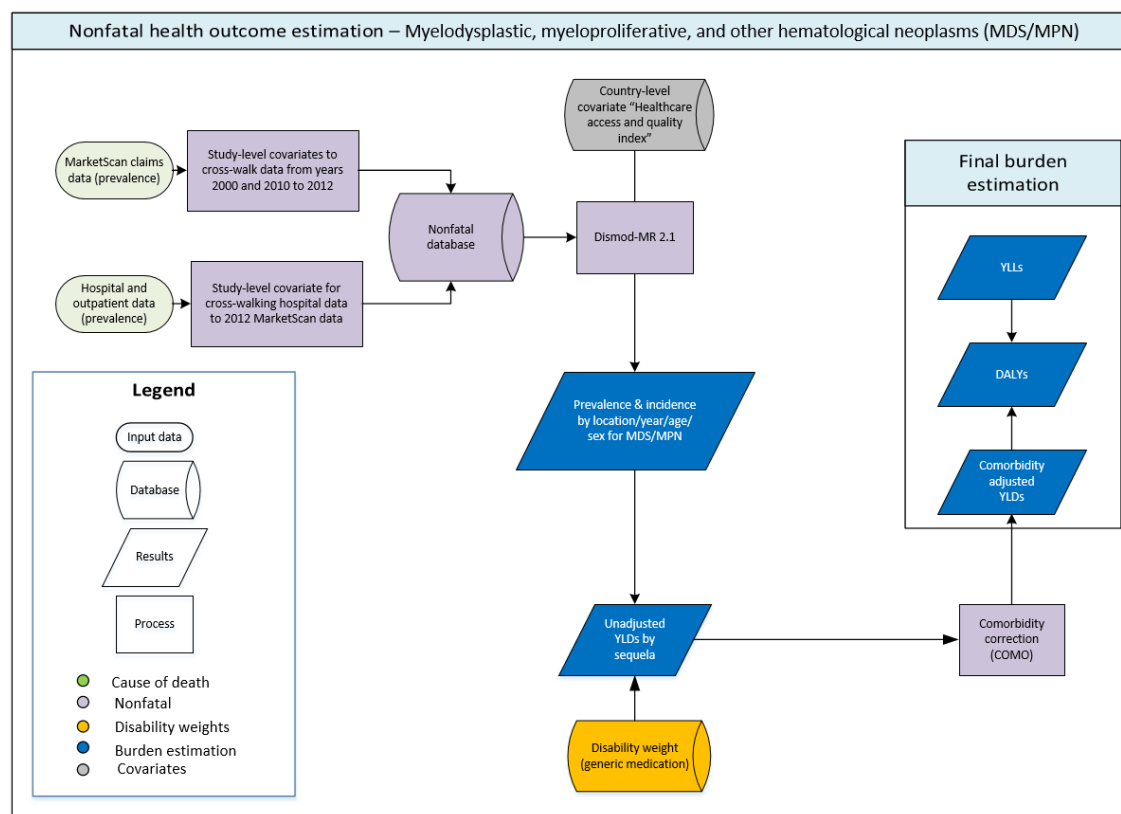 Nonfatal health outcome estimation – Myelodysplastic, myeloproliferative, and other hematological neoplasms (MDS/MPN)
Country-level
covariate “Healthcare
access and quality
index”
MarketScan claims
data (prevalence)
Study-level covariates to
cross-walk data from years
2000 and 2010 to 2012
Nonfatal
database
Dismod-MR 2.1
Hospital and
outpatient data
(prevalence)
Study-level covariate for
cross-walking hospital data
to 2012 MarketScan data
Final burden
estimation
YLLs
DALYs
Comorbidity
adjusted
YLDs
Prevalence & incidence
by location/year/age/
sex for MDS/MPN
Unadjusted
YLDs by
sequela
Comorbidity
correction
(COMO)
Disability weight
(generic medication)
Legend
Input data
Database
Results
Process
Cause of death
Nonfatal
Disability weights
Burden estimation
Covariates